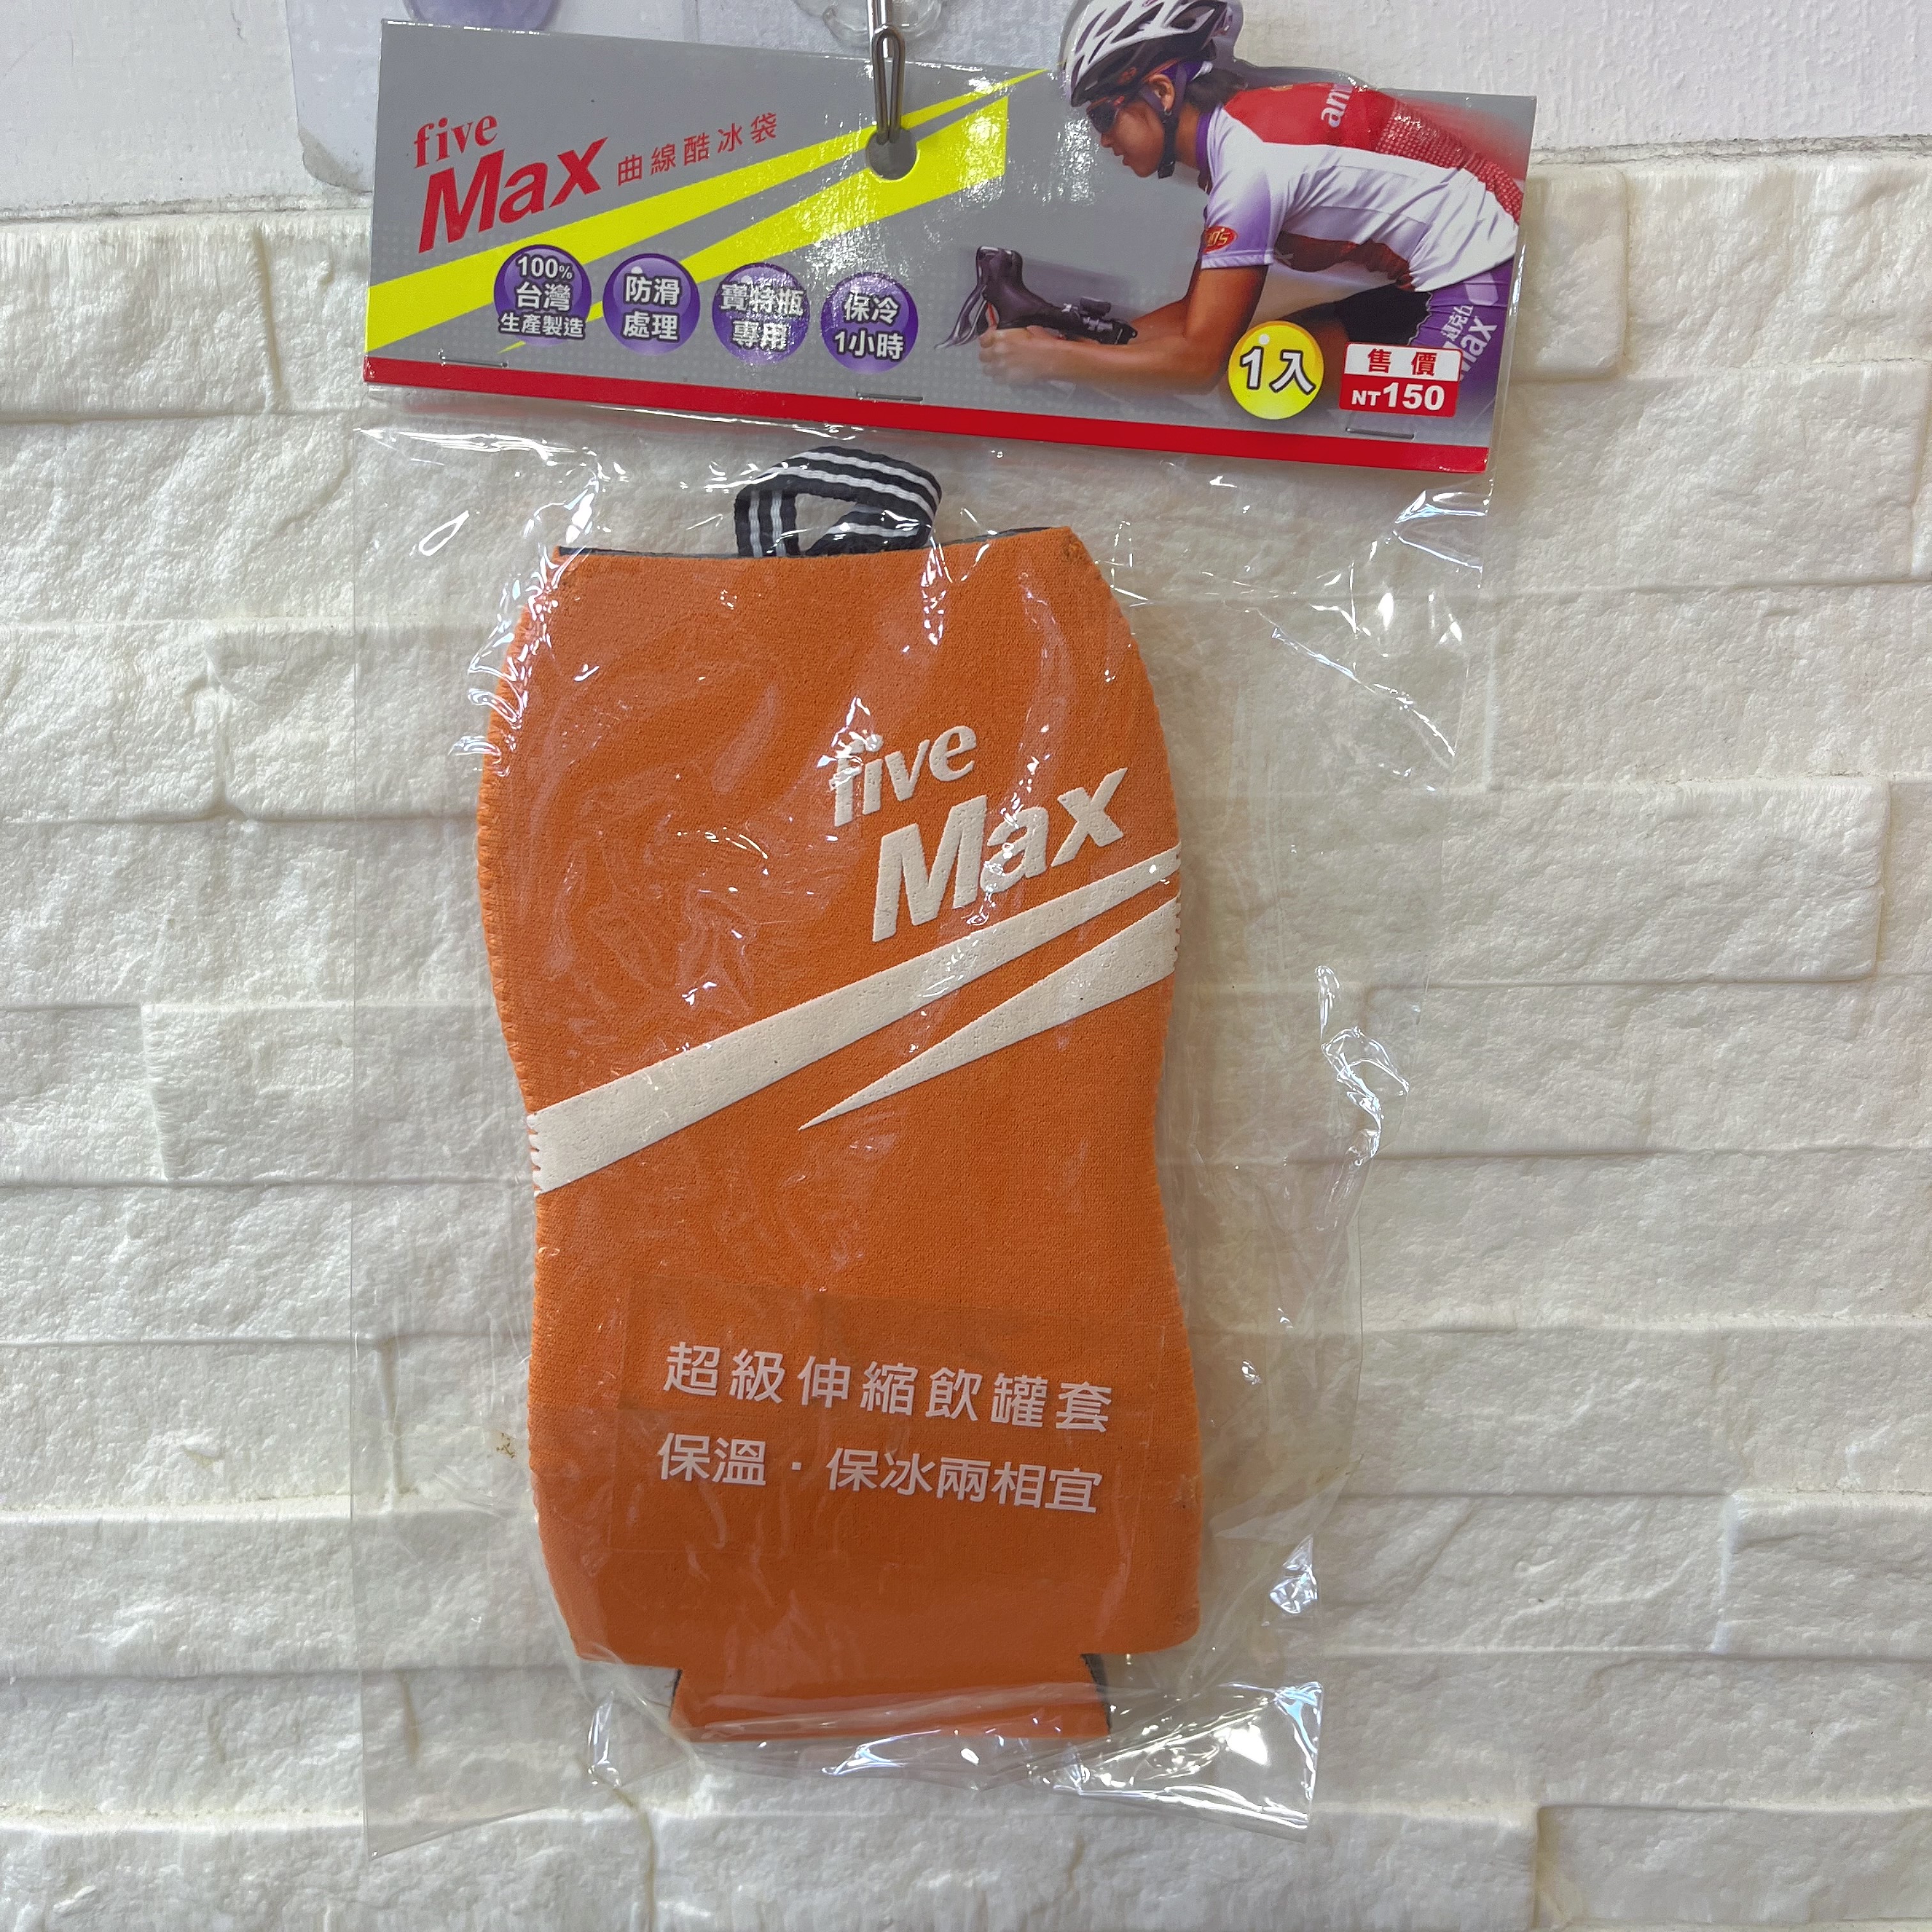 five
Max 曲線酷冰袋
100%
台灣
生產製造
防滑
處理
寶特瓶
專用
保冷
1小時
1入
售價
NT150
five
Max
超級伸縮飲罐套
保溫・保冰兩相宜